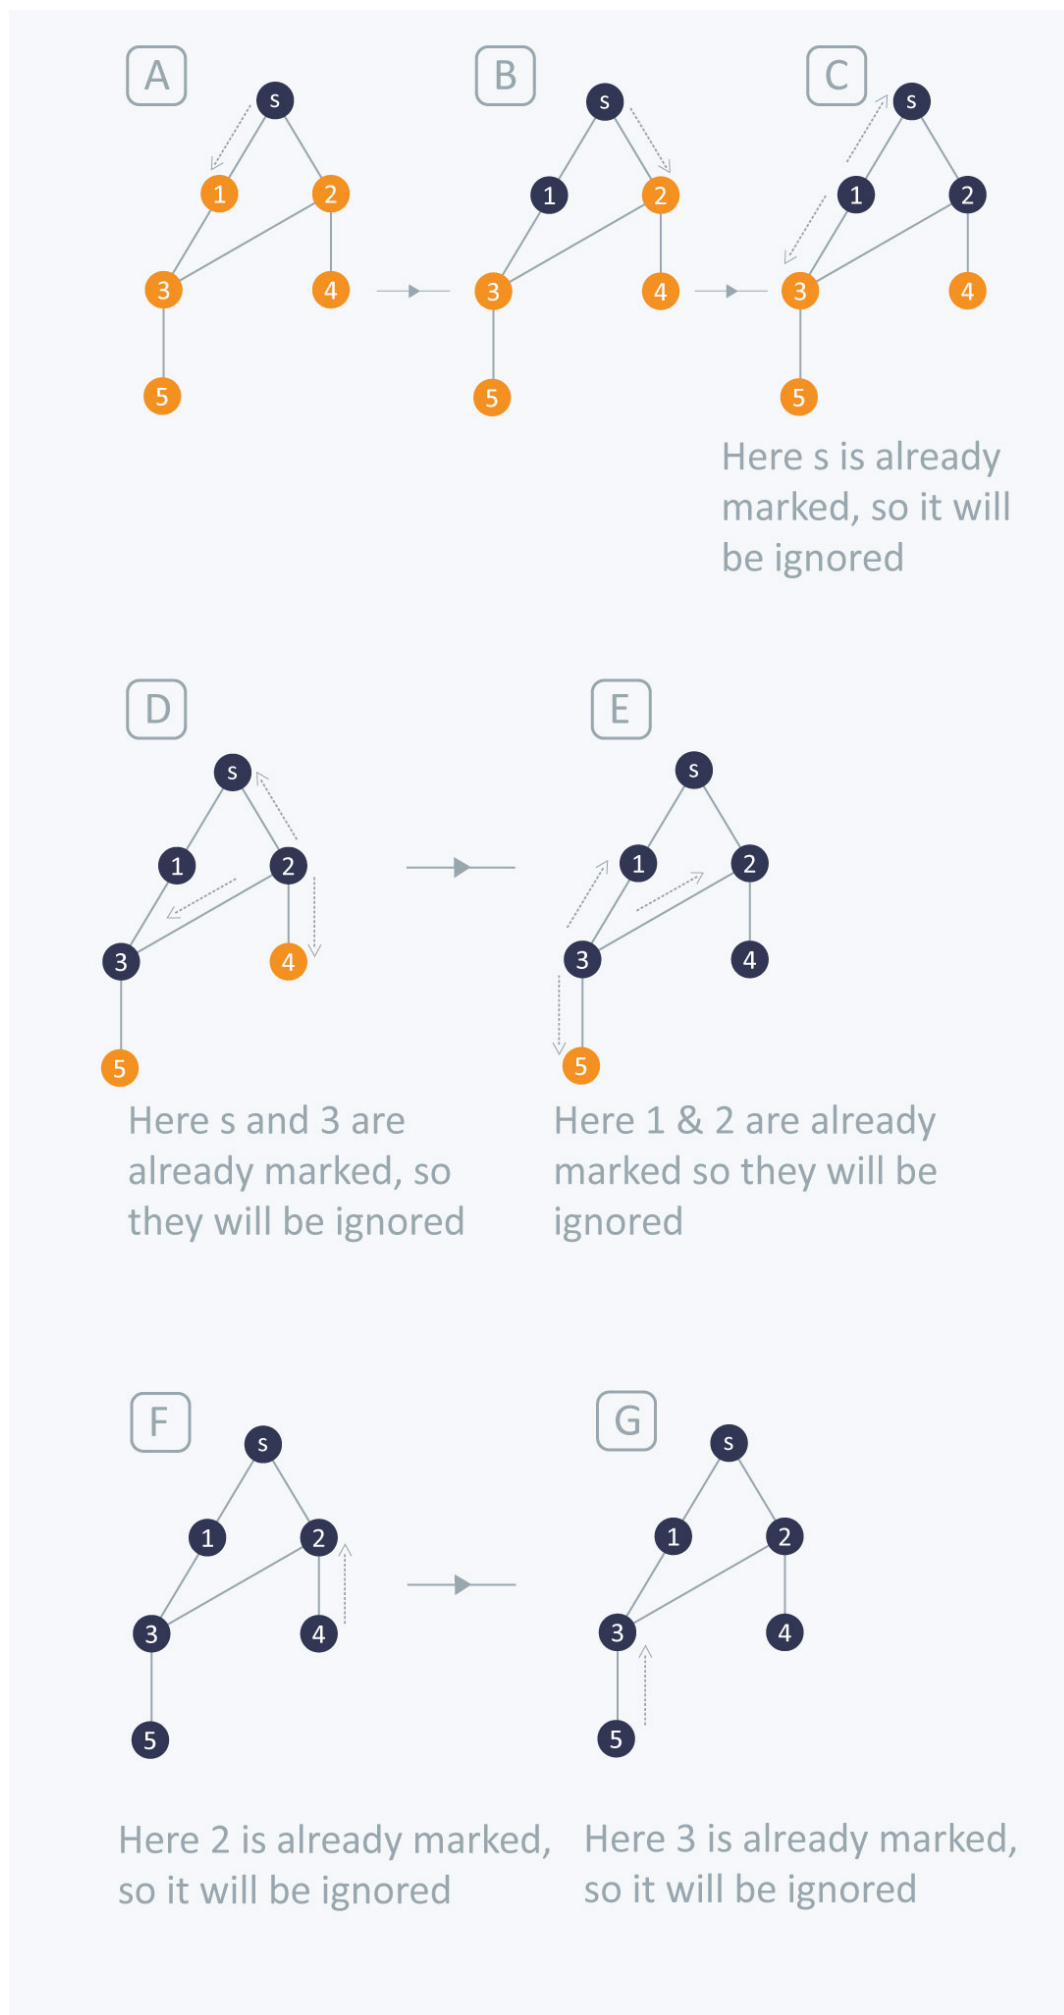 A
B
C
s
s
s
1
2
1
2
1
2
3
4
3
4
3
4
5
5
5
Here s is already
marked, so it will
be ignored
D
E
s
s
1
2
1
2
3
4
3
4
5
5
Here s and 3 are
already marked, so
they will be ignored
Here 1 & 2 are already
marked so they will be
ignored
F
G
s
s
1
2
1
2
3
4
3
4
5
5
Here 2 is already marked,
so it will be ignored
Here 3 is already marked,
so it will be ignored